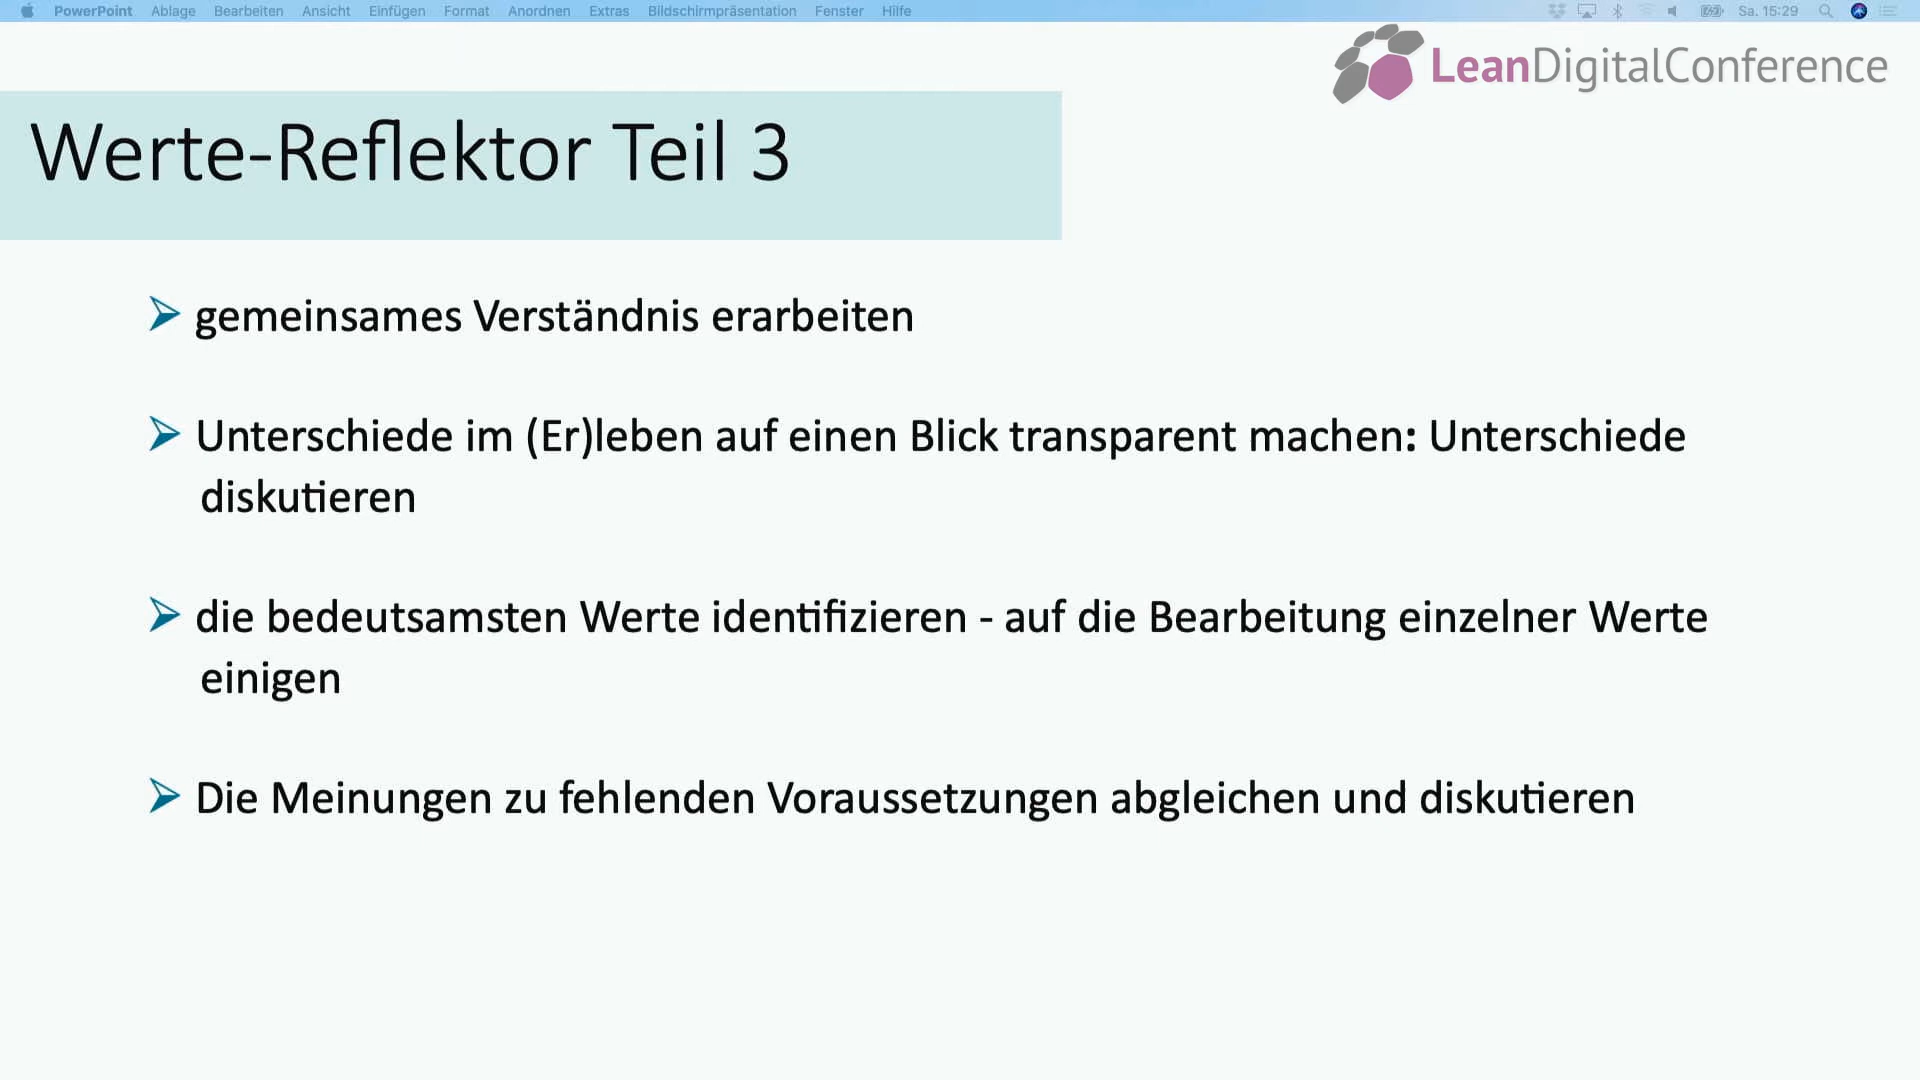 PowerPoint Ablage Bearbeiten Ansicht Einfügen Format Anordnen Extras Bildschirmpräsentation Fenster Hilfe Sa. 15:29
LeanDigitalConference
Werte-Reflektor Teil 3
gemeinsames Verständnis erarbeiten
Unterschiede im (Er)leben auf einen Blick transparent machen: Unterschiede
diskutieren
die bedeutsamsten Werte identifizieren - auf die Bearbeitung einzelner Werte
einigen
Die Meinungen zu fehlenden Voraussetzungen abgleichen und diskutieren